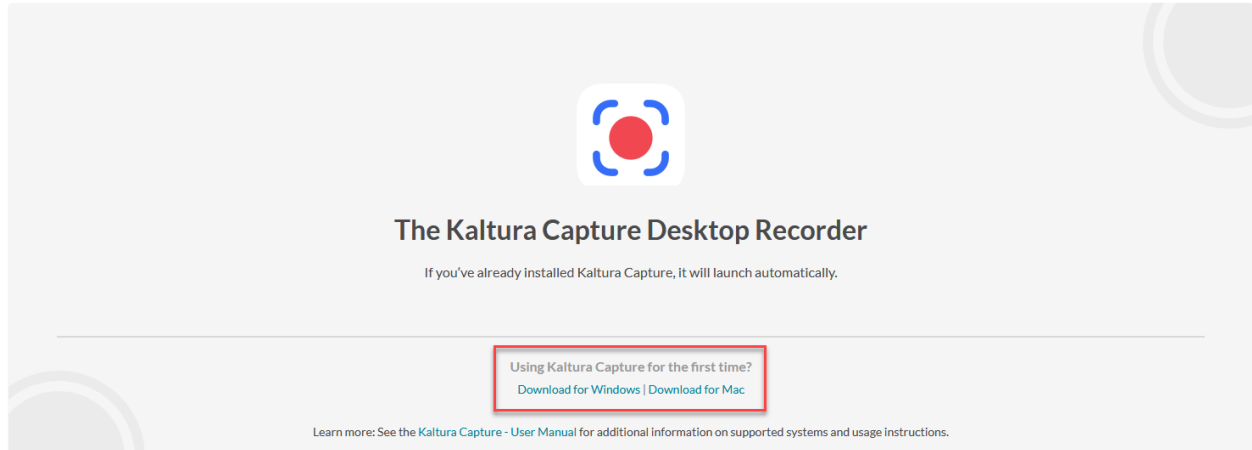 The Kaltura Capture Desktop Recorder
If you've already installed Kaltura Capture, it will launch automatically.
Using Kaltura Capture for the first time?
Download for Windows | Download for Mac
Learn more: See the Kaltura Capture - User Manual for additional information on supported systems and usage instructions.